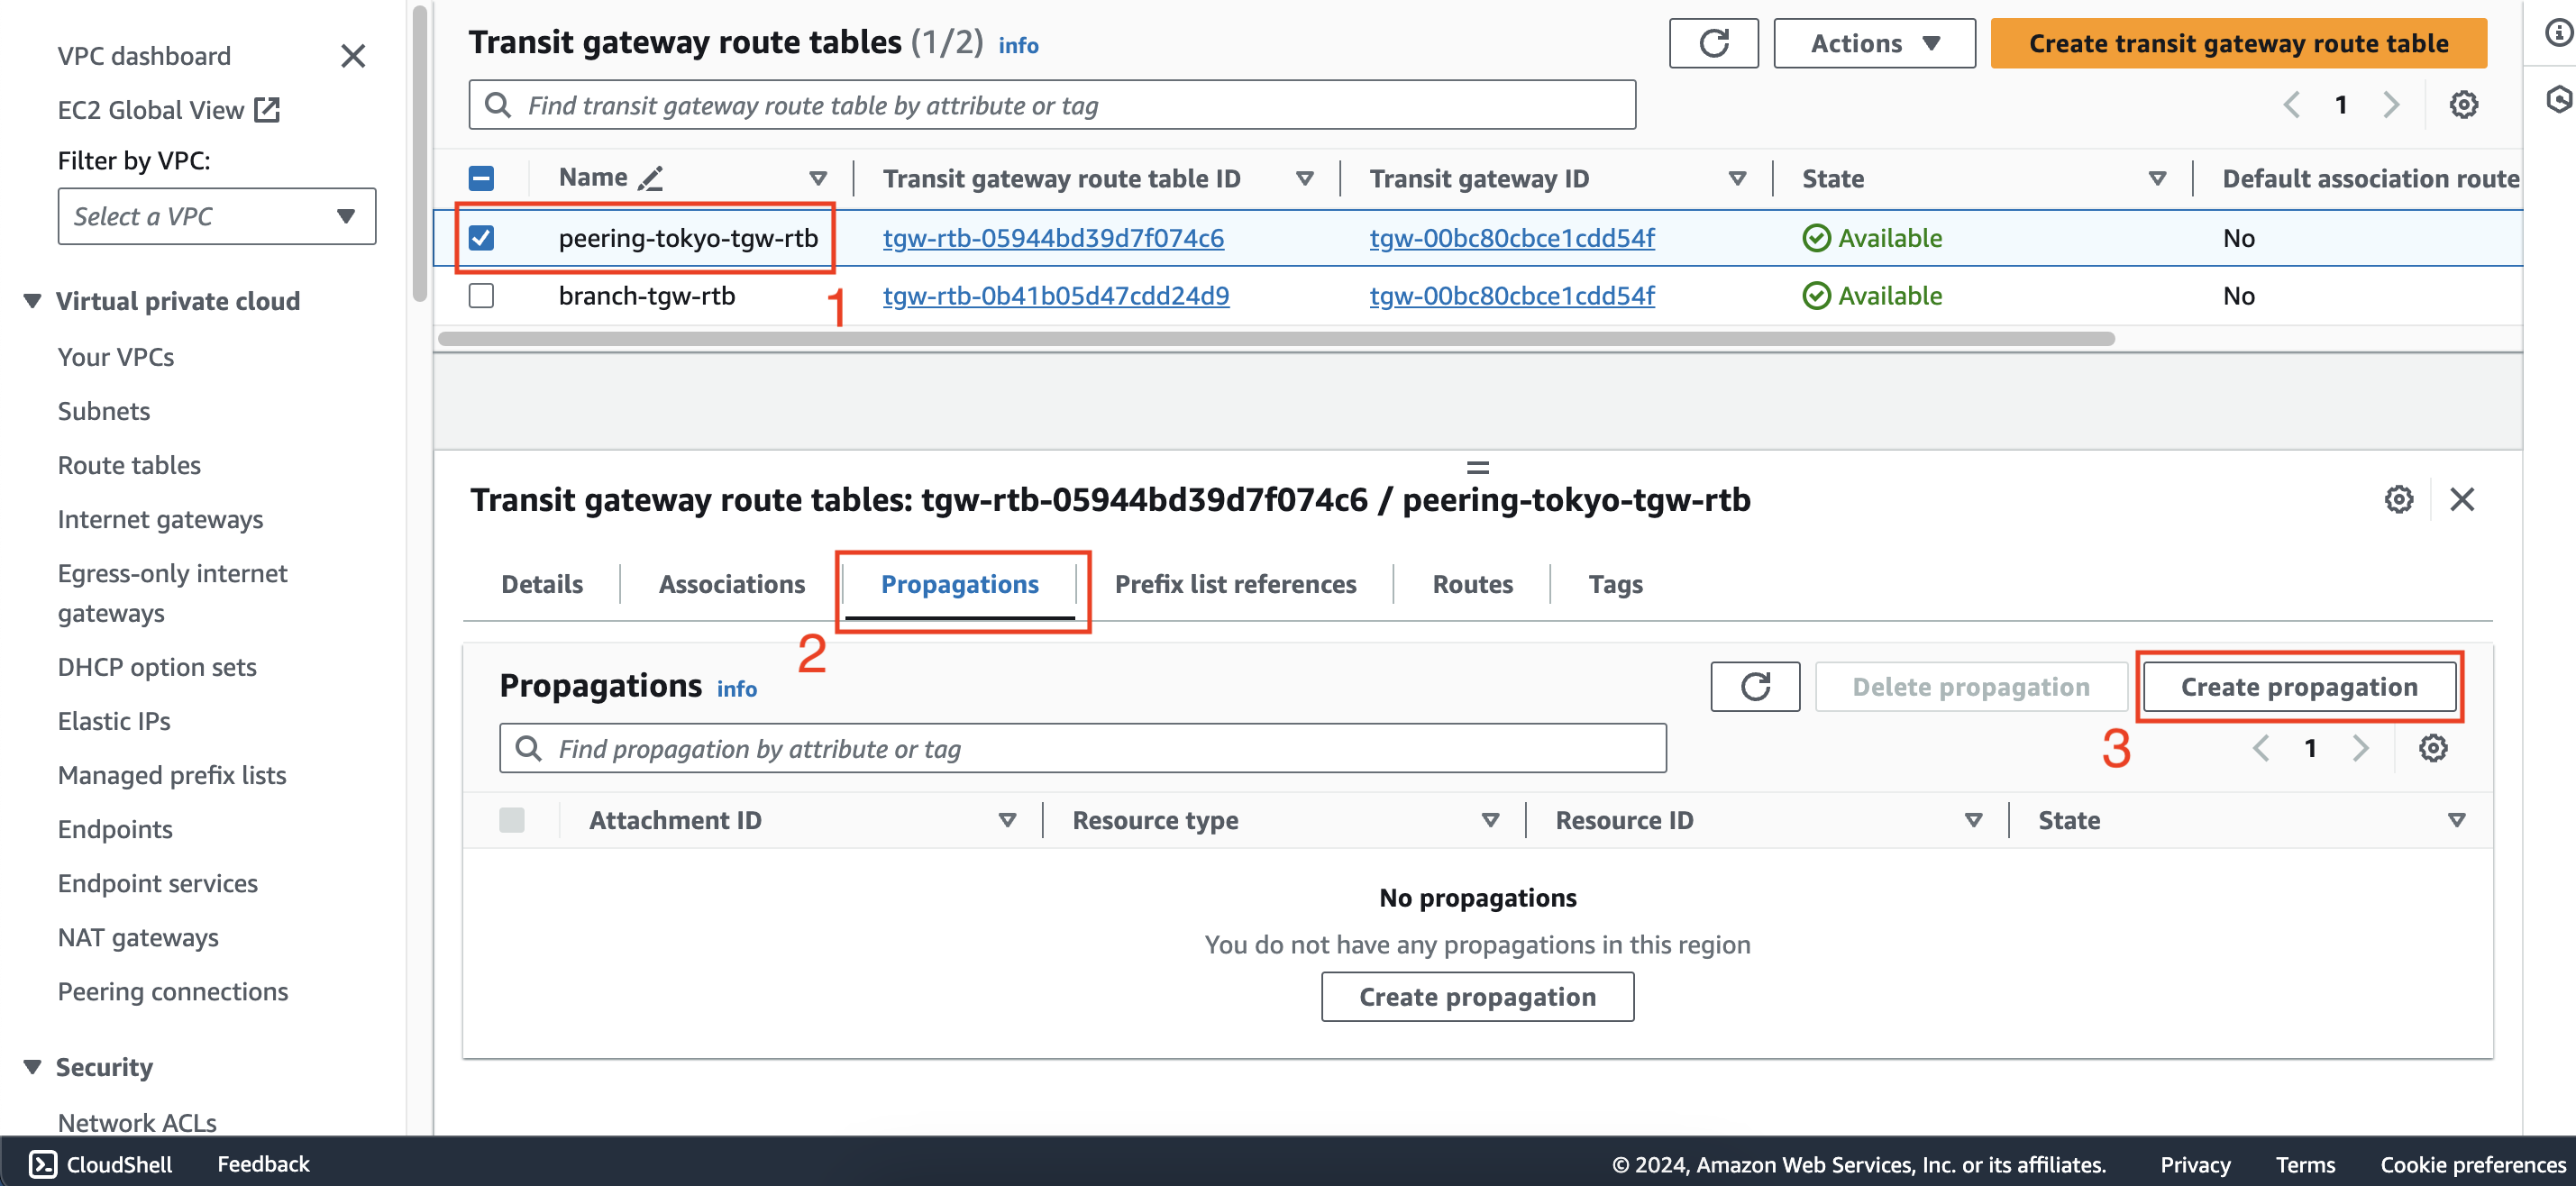 VPC dashboard
EC2 Global View
Filter by VPC:
Select a VPC
Virtual private cloud
Your VPCs
Subnets
Route tables
Internet gateways
Egress-only internet
gateways
DHCP option sets
Elastic IPs
Managed prefix lists
Endpoints
Endpoint services
NAT gateways
Peering connections
Security
Network ACLs
Transit gateway route tables (1/2) info
Actions
Create transit gateway route table
Find transit gateway route table by attribute or tag
1
Name Transit gateway route table ID Transit gateway ID State Default association route
peering-tokyo-tgw-rtb tgw-rtb-05944bd39d7f074c6 tgw-00bc80cbce1cdd54f Available No
branch-tgw-rtb tgw-rtb-0b41b05d47cdd24d9 tgw-00bc80cbce1cdd54f Available No
1
Transit gateway route tables: tgw-rtb-05944bd39d7f074c6 / peering-tokyo-tgw-rtb
Details Associations Propagations Prefix list references Routes Tags
2
Propagations info
Delete propagation
Create propagation
3
Find propagation by attribute or tag
1
Attachment ID Resource type Resource ID State
No propagations
You do not have any propagations in this region
Create propagation
CloudShell Feedback © 2024, Amazon Web Services, Inc. or its affiliates. Privacy Terms Cookie preferences